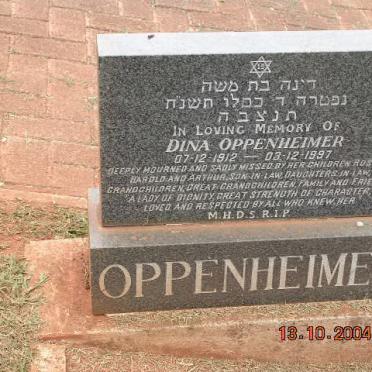 דינה בת משה
נפטרה ד כסלו תשנ"ח
תנצבה
IN LOVING MEMORY OF
DINA OPPENHEIMER
07-12-1912 — 03-12-1997
DEEPLY MOURNED AND SADLY MISSED BY HER CHILDREN
HAROLD AND ARTHUR, SON-IN-LAW, DAUGHTERS-IN-LAW,
GRANDCHILDREN, GREAT-GRANDCHILDREN, FAMILY AND
"A LADY OF DIGNITY, GREAT STRENGTH OF CHARACTER,
LOVED AND RESPECTED BY ALL WHO KNEW HER
M.H.D.S.R.I.P.
OPPENHEIME
13.10.2004